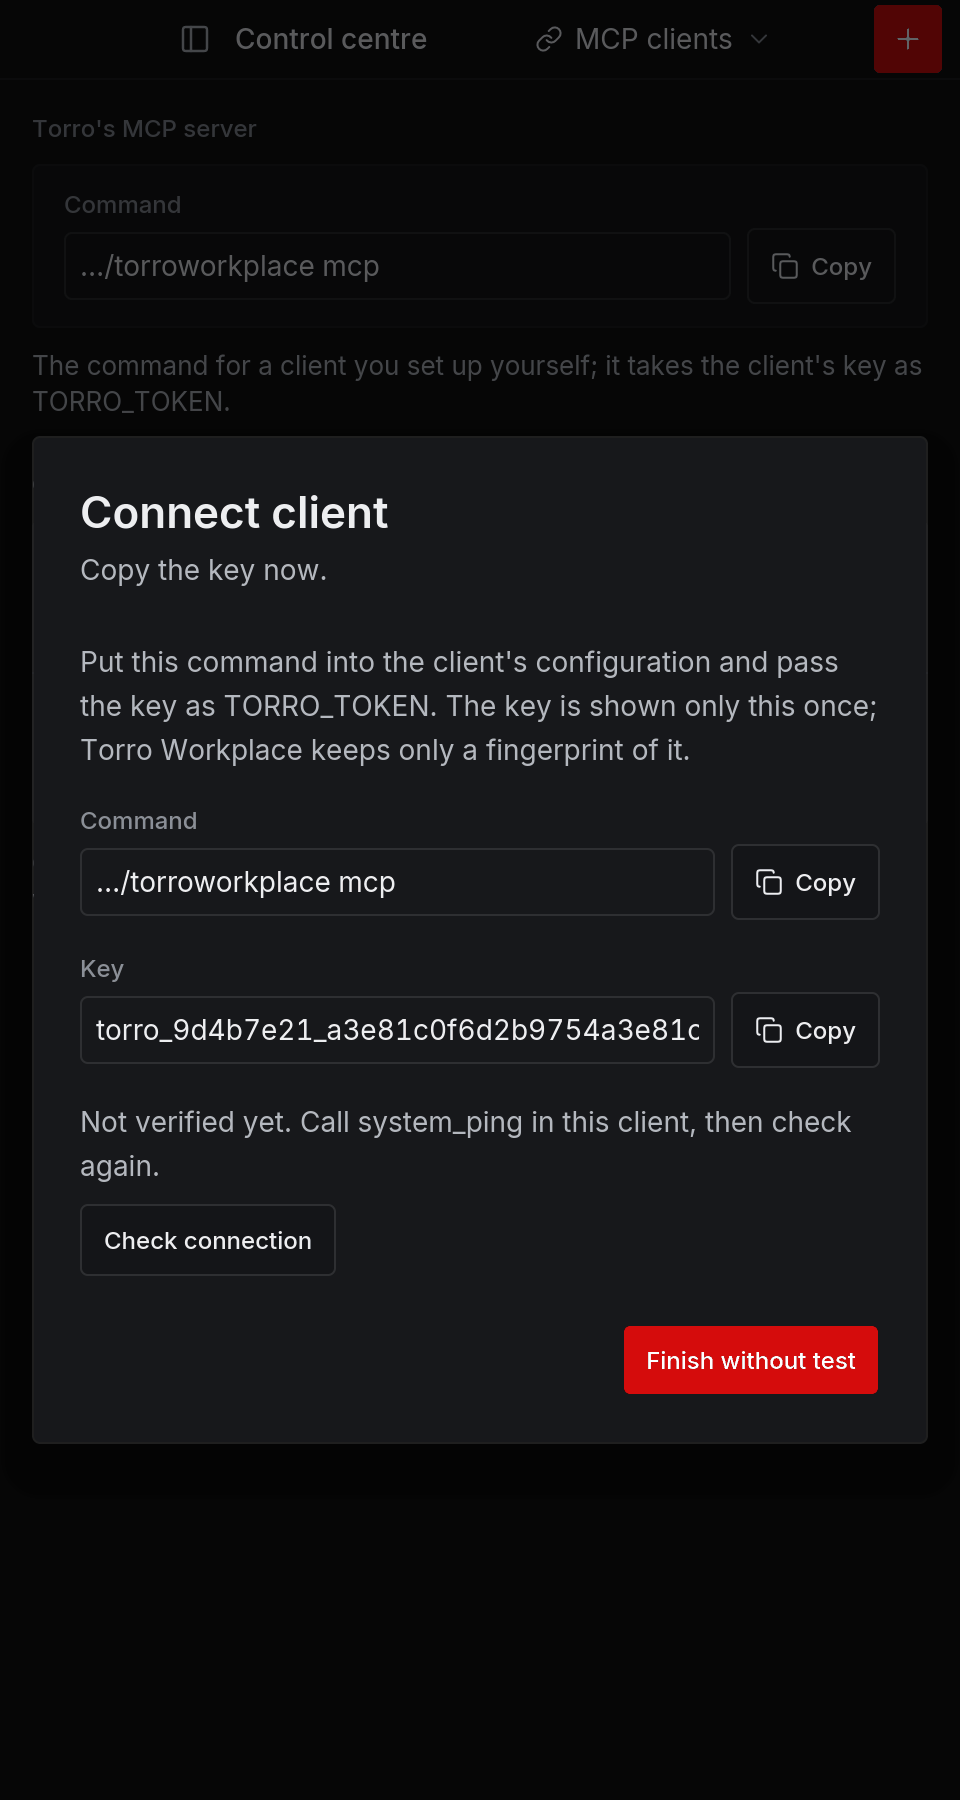 Control centre
MCP clients
Torro's MCP server
Command
.../torroworkplace mcp
Copy
The command for a client you set up yourself; it takes the client's key as
TORRO_TOKEN.
Connect client
Copy the key now.
Put this command into the client's configuration and pass
the key as TORRO_TOKEN. The key is shown only this once;
Torro Workplace keeps only a fingerprint of it.
Command
.../torroworkplace mcp
Copy
Key
torro_9d4b7e21_a3e81c0f6d2b9754a3e81c
Copy
Not verified yet. Call system_ping in this client, then check
again.
Check connection
Finish without test